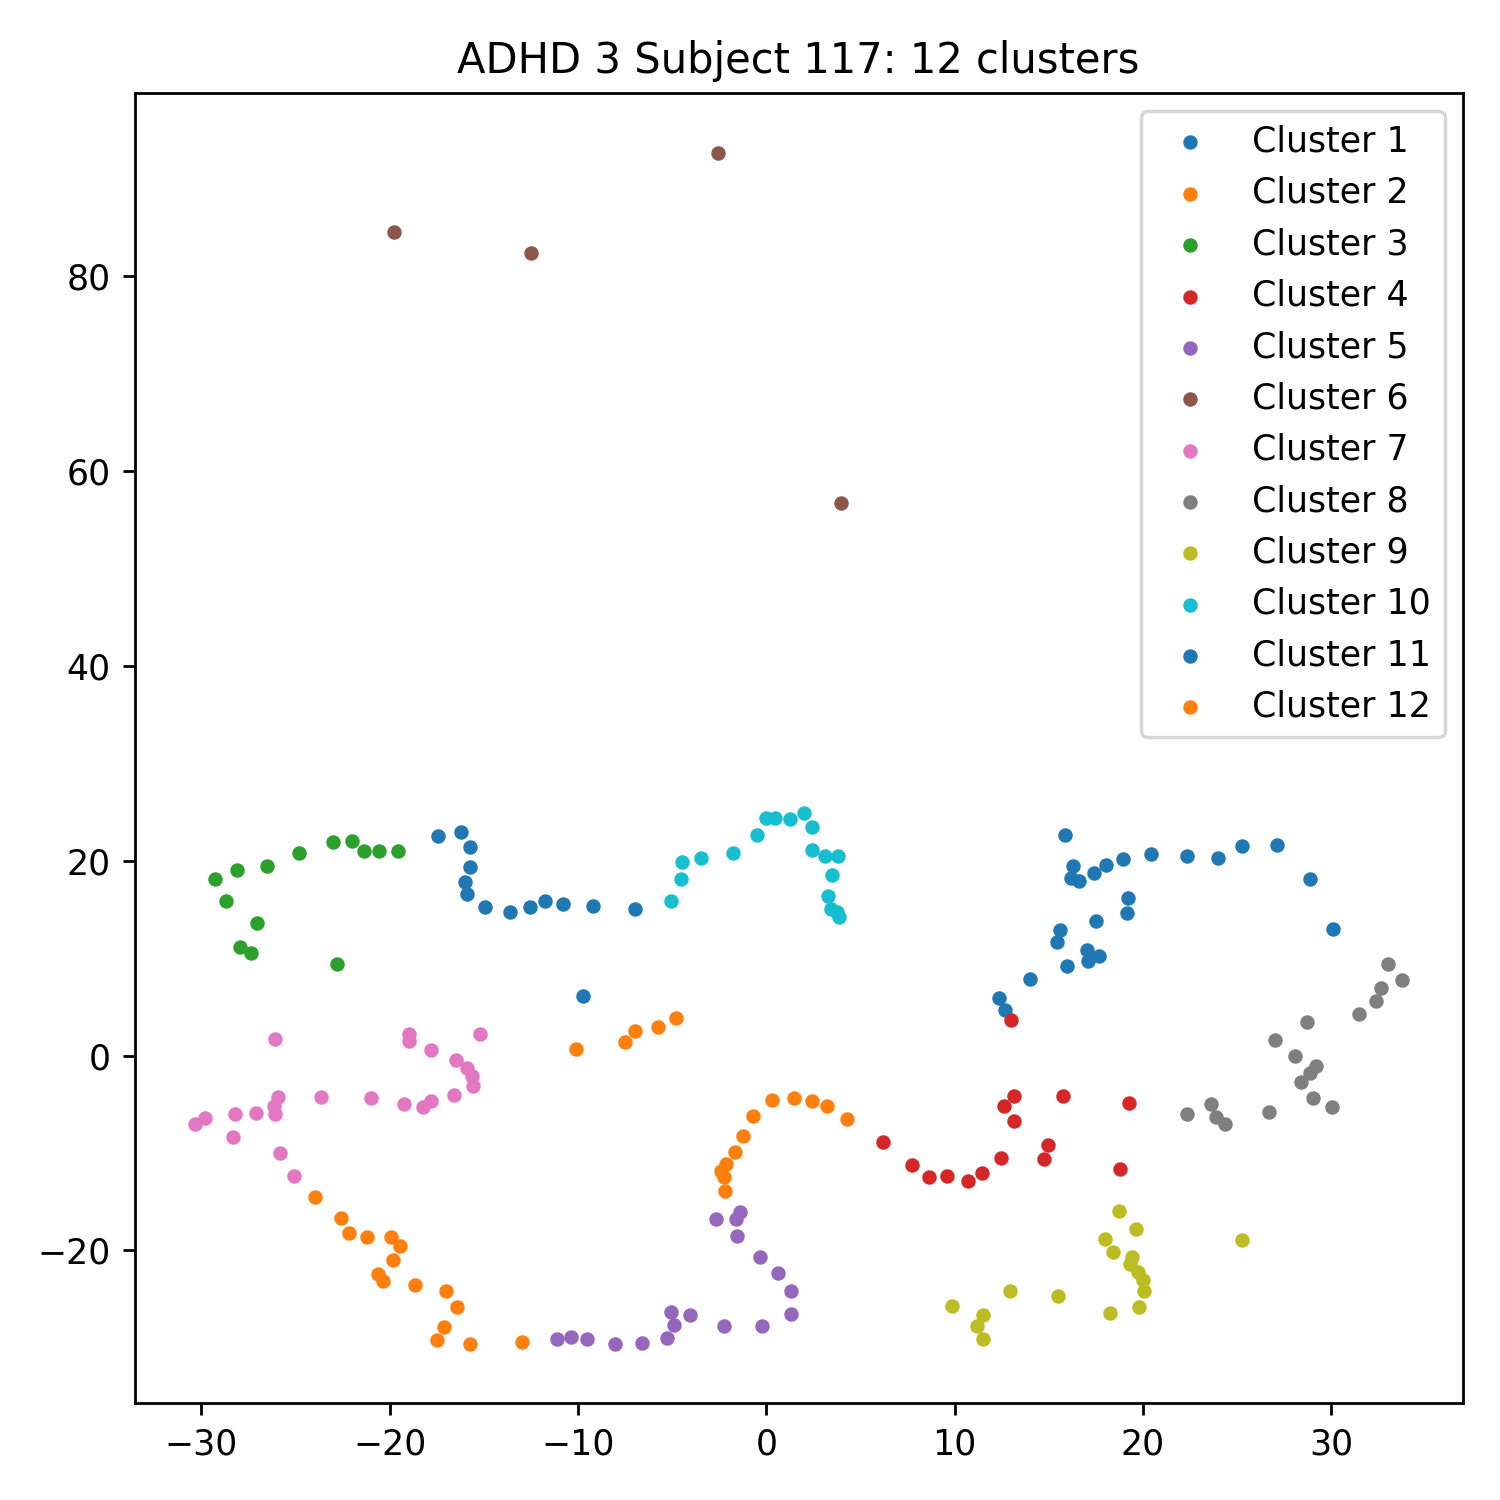 ADHD 3 Subject 117: 12 clusters
Cluster 1
Cluster 2
Cluster 3
Cluster 4
Cluster 5
Cluster 6
Cluster 7
Cluster 8
Cluster 9
Cluster 10
Cluster 11
Cluster 12
80
60
40
20
0
−20
−30 −20 −10 0 10 20 30